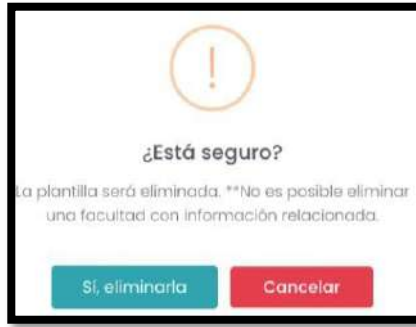 ¿Está seguro?
La plantilla será eliminada. **No es posible eliminar
una facultad con información relacionada.
Sí, eliminarla Cancelar